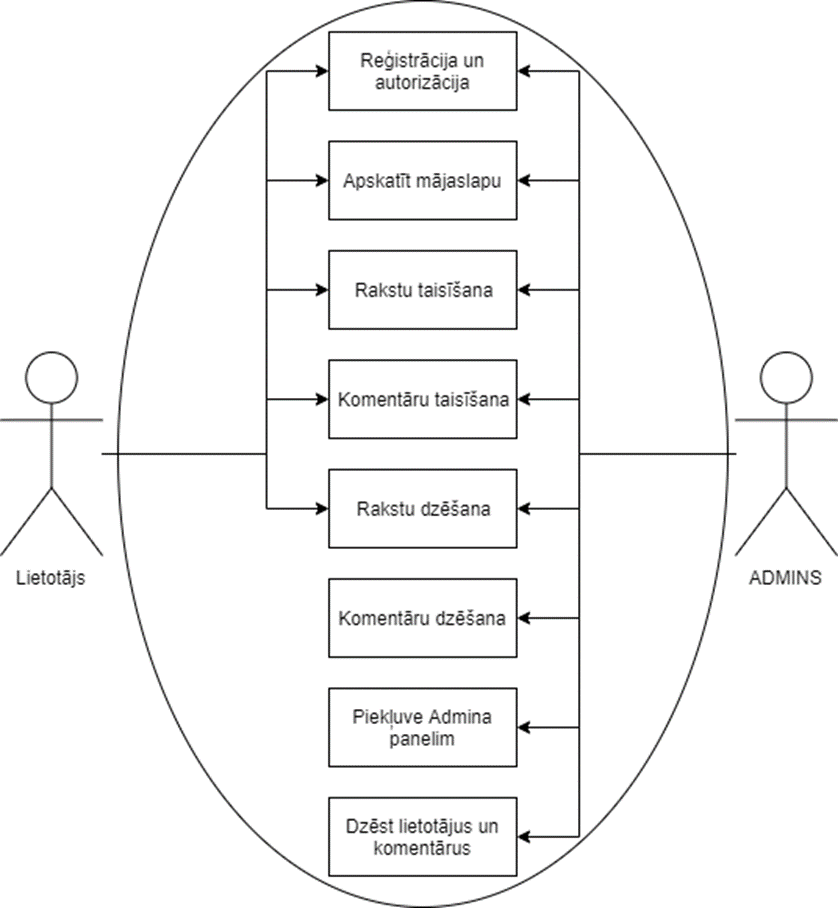 Reģistrācija un
autorizācija
Apskatīt mājaslapu
Rakstu taisīšana
Komentāru taisīšana
Rakstu dzēšana
Lietotājs
ADMINS
Komentāru dzēšana
Piekļuve Admina
panelim
Dzēst lietotājus un
komentārus